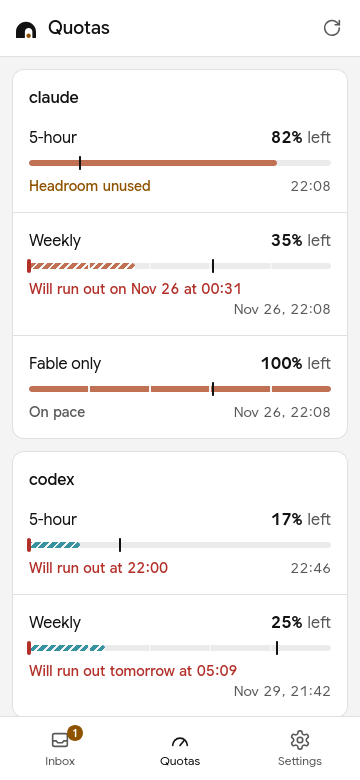 Quotas
claude
5-hour
82% left
Headroom unused
22:08
Weekly
35% left
Will run out on Nov 26 at 00:31
Nov 26, 22:08
Fable only
100% left
On pace
Nov 26, 22:08
codex
5-hour
17% left
Will run out at 22:00
22:46
Weekly
25% left
Will run out tomorrow at 05:09
Nov 29, 21:42
1
Inbox
Quotas
Settings